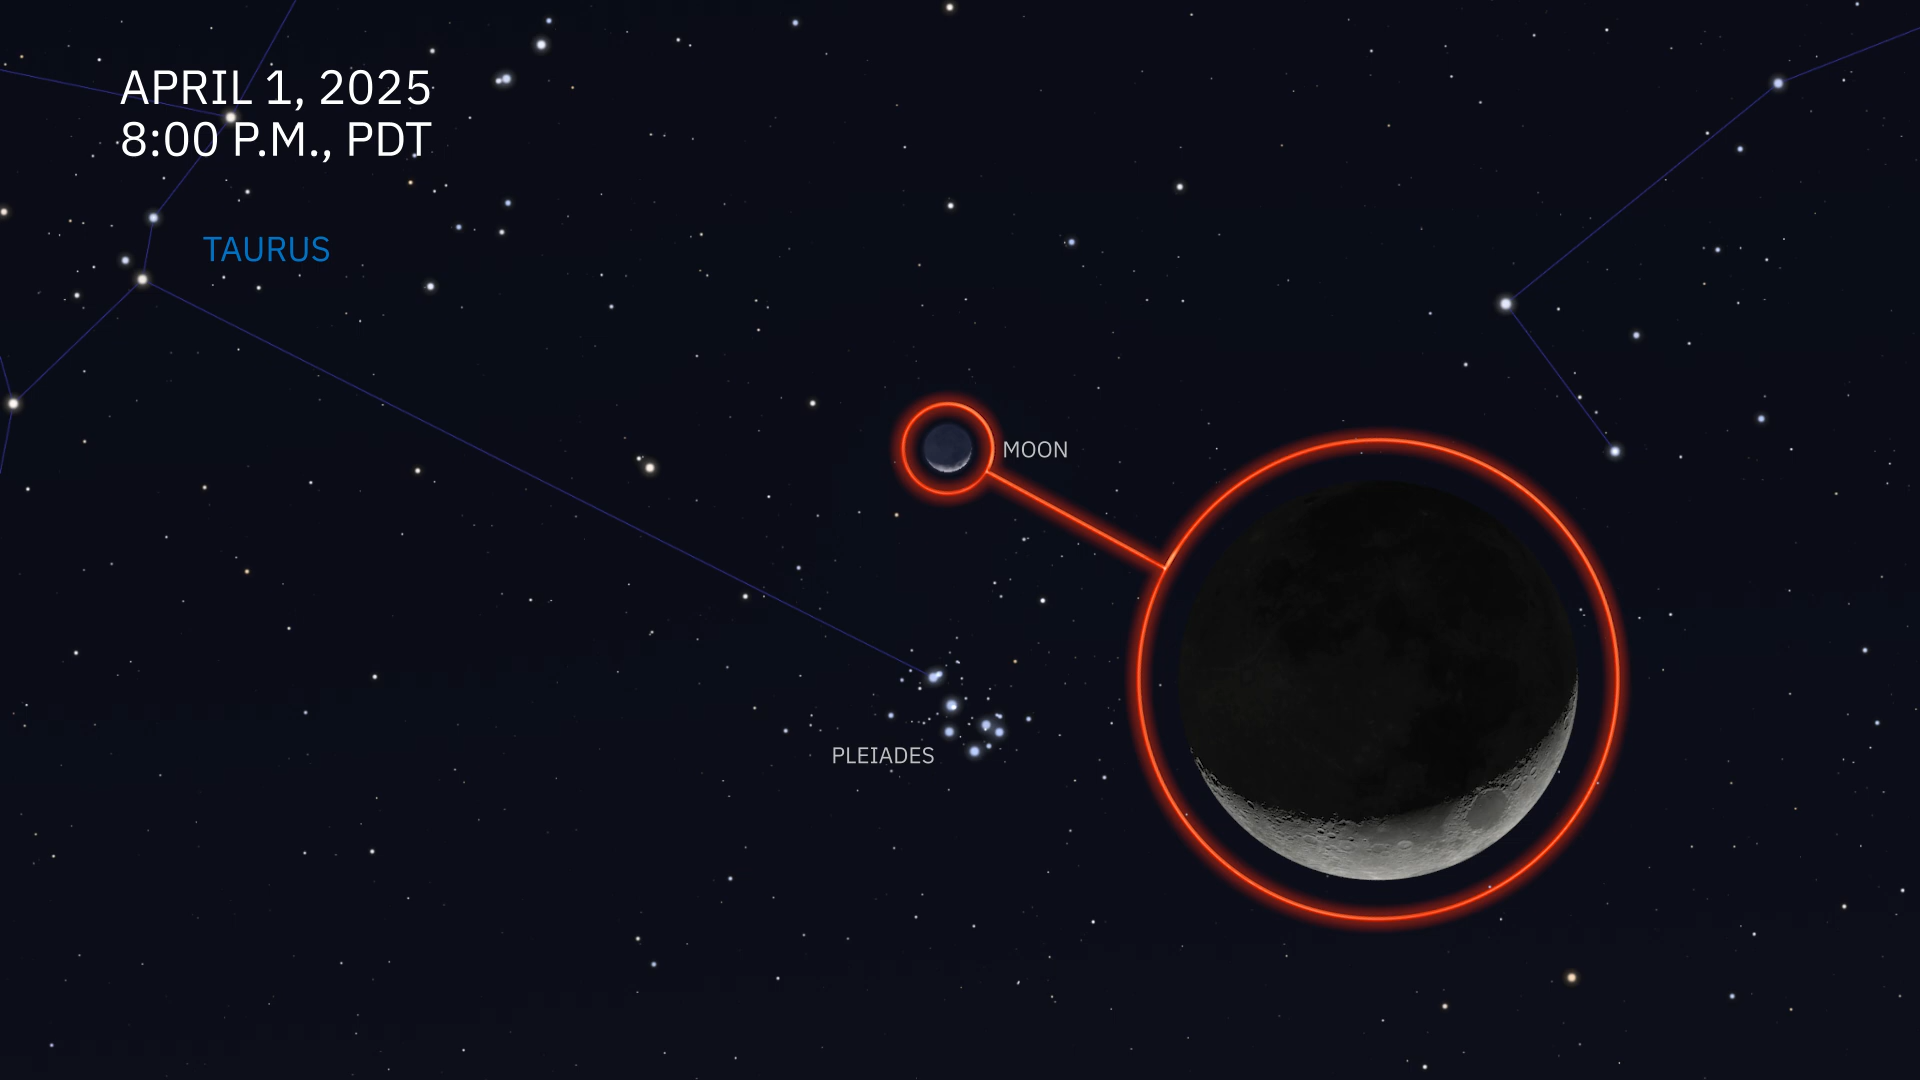 APRIL 1, 2025
8:00 P.M., PDT
TAURUS
MOON
PLEIADES